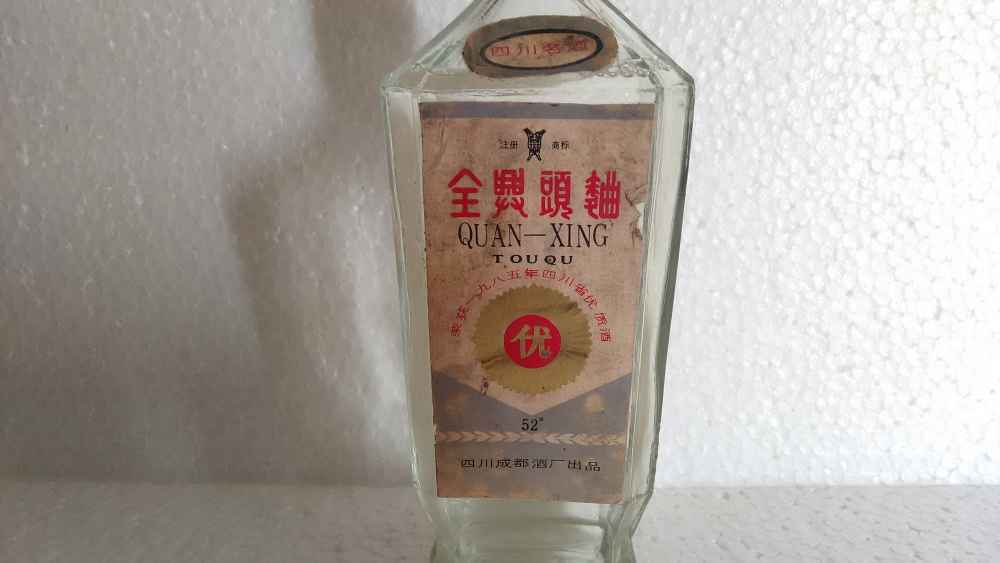 四川名酒
注册 商标
全興頭麯
QUAN—XING
TOUQU
荣获一九八五年四川省优质酒
优
52°
四川成都酒厂出品